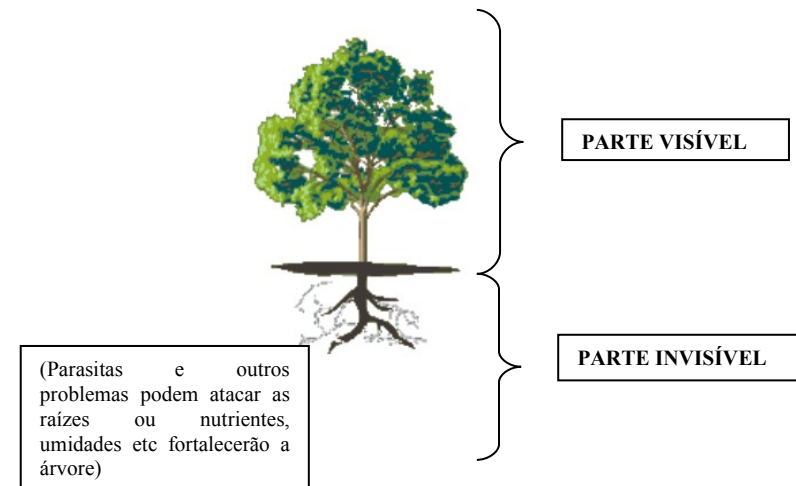 PARTE VISÍVEL
PARTE INVISÍVEL
(Parasitas e outros
problemas podem atacar as
raízes ou nutrientes,
umidades etc fortalecerão a
árvore)